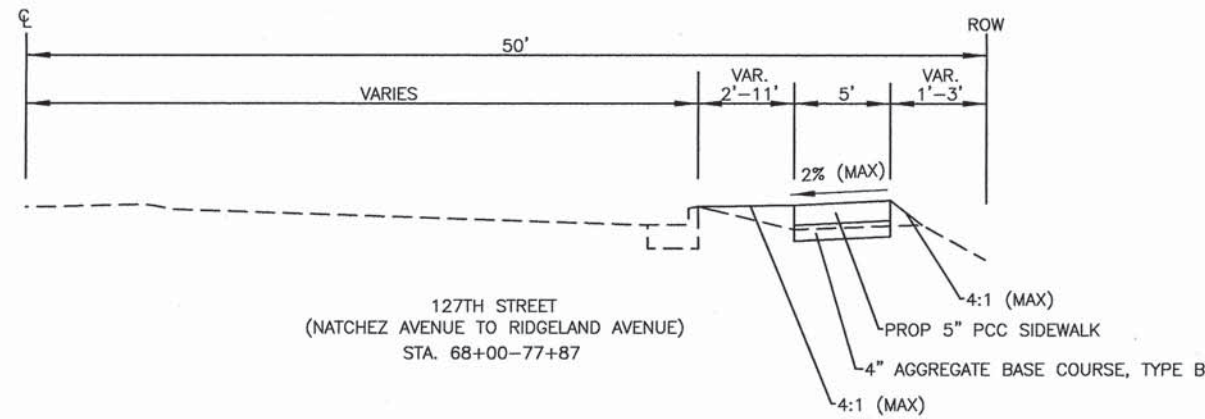 ℄
ROW
50'
VARIES
VAR.
2'-11'
5'
VAR.
1'-3'
2% (MAX)
127TH STREET
(NATCHEZ AVENUE TO RIDGELAND AVENUE)
STA. 68+00-77+87
4:1 (MAX)
PROP 5" PCC SIDEWALK
4" AGGREGATE BASE COURSE, TYPE B
4:1 (MAX)